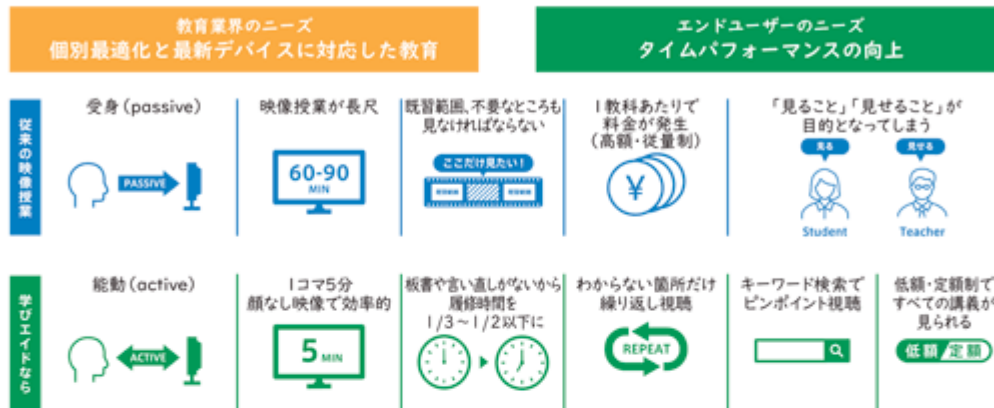 教育業界のニーズ
個別最適化と最新デバイスに対応した教育
エンドユーザーのニーズ
タイムパフォーマンスの向上
従来の映像授業
受身(passive)
PASSIVE
映像授業が長尺
60-90
MIN
既習範囲、不要なところも
見なければならない
ここだけ見たい!
1教科あたりで
料金が発生
(高額・従量制)
¥
「見ること」「見せること」が
目的となってしまう
見る
見せる
Student
Teacher
学びエイドなら
能動(active)
ACTIVE
1コマ5分
顔なし映像で効率的
5 MIN
板書や言い直しがないから
履修時間を
1/3~1/2以下に
わからない箇所だけ
繰り返し視聴
REPEAT
キーワード検索で
ピンポイント視聴
低額・定額制で
すべての講義が
見られる
低額/定額